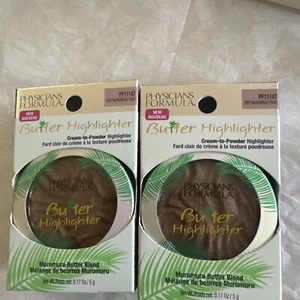 PHYSICIANS
FORMULA
NEW
NOUVEAU
PF11147
Butter Highlighter
Cream-to-Powder Highlighter
Fard clair de crème à la texture poudreuse
PHYSICIANS
FORMULA
Butter
Highlighter
Murumuru Butter Blend
Mélange de beurres Murumuru
Net Wt./Poids net 0.17 Oz / 5 g
PHYSICIANS
FORMULA
NEW
NOUVEAU
PF11147
Butter Highlighter
Cream-to-Powder Highlighter
Fard clair de crème à la texture poudreuse
PHYSICIANS
FORMULA
Butter
Highlighter
Murumuru Butter Blend
Mélange de beurres Murumuru
Net Wt./Poids net 0.17 Oz / 5 g